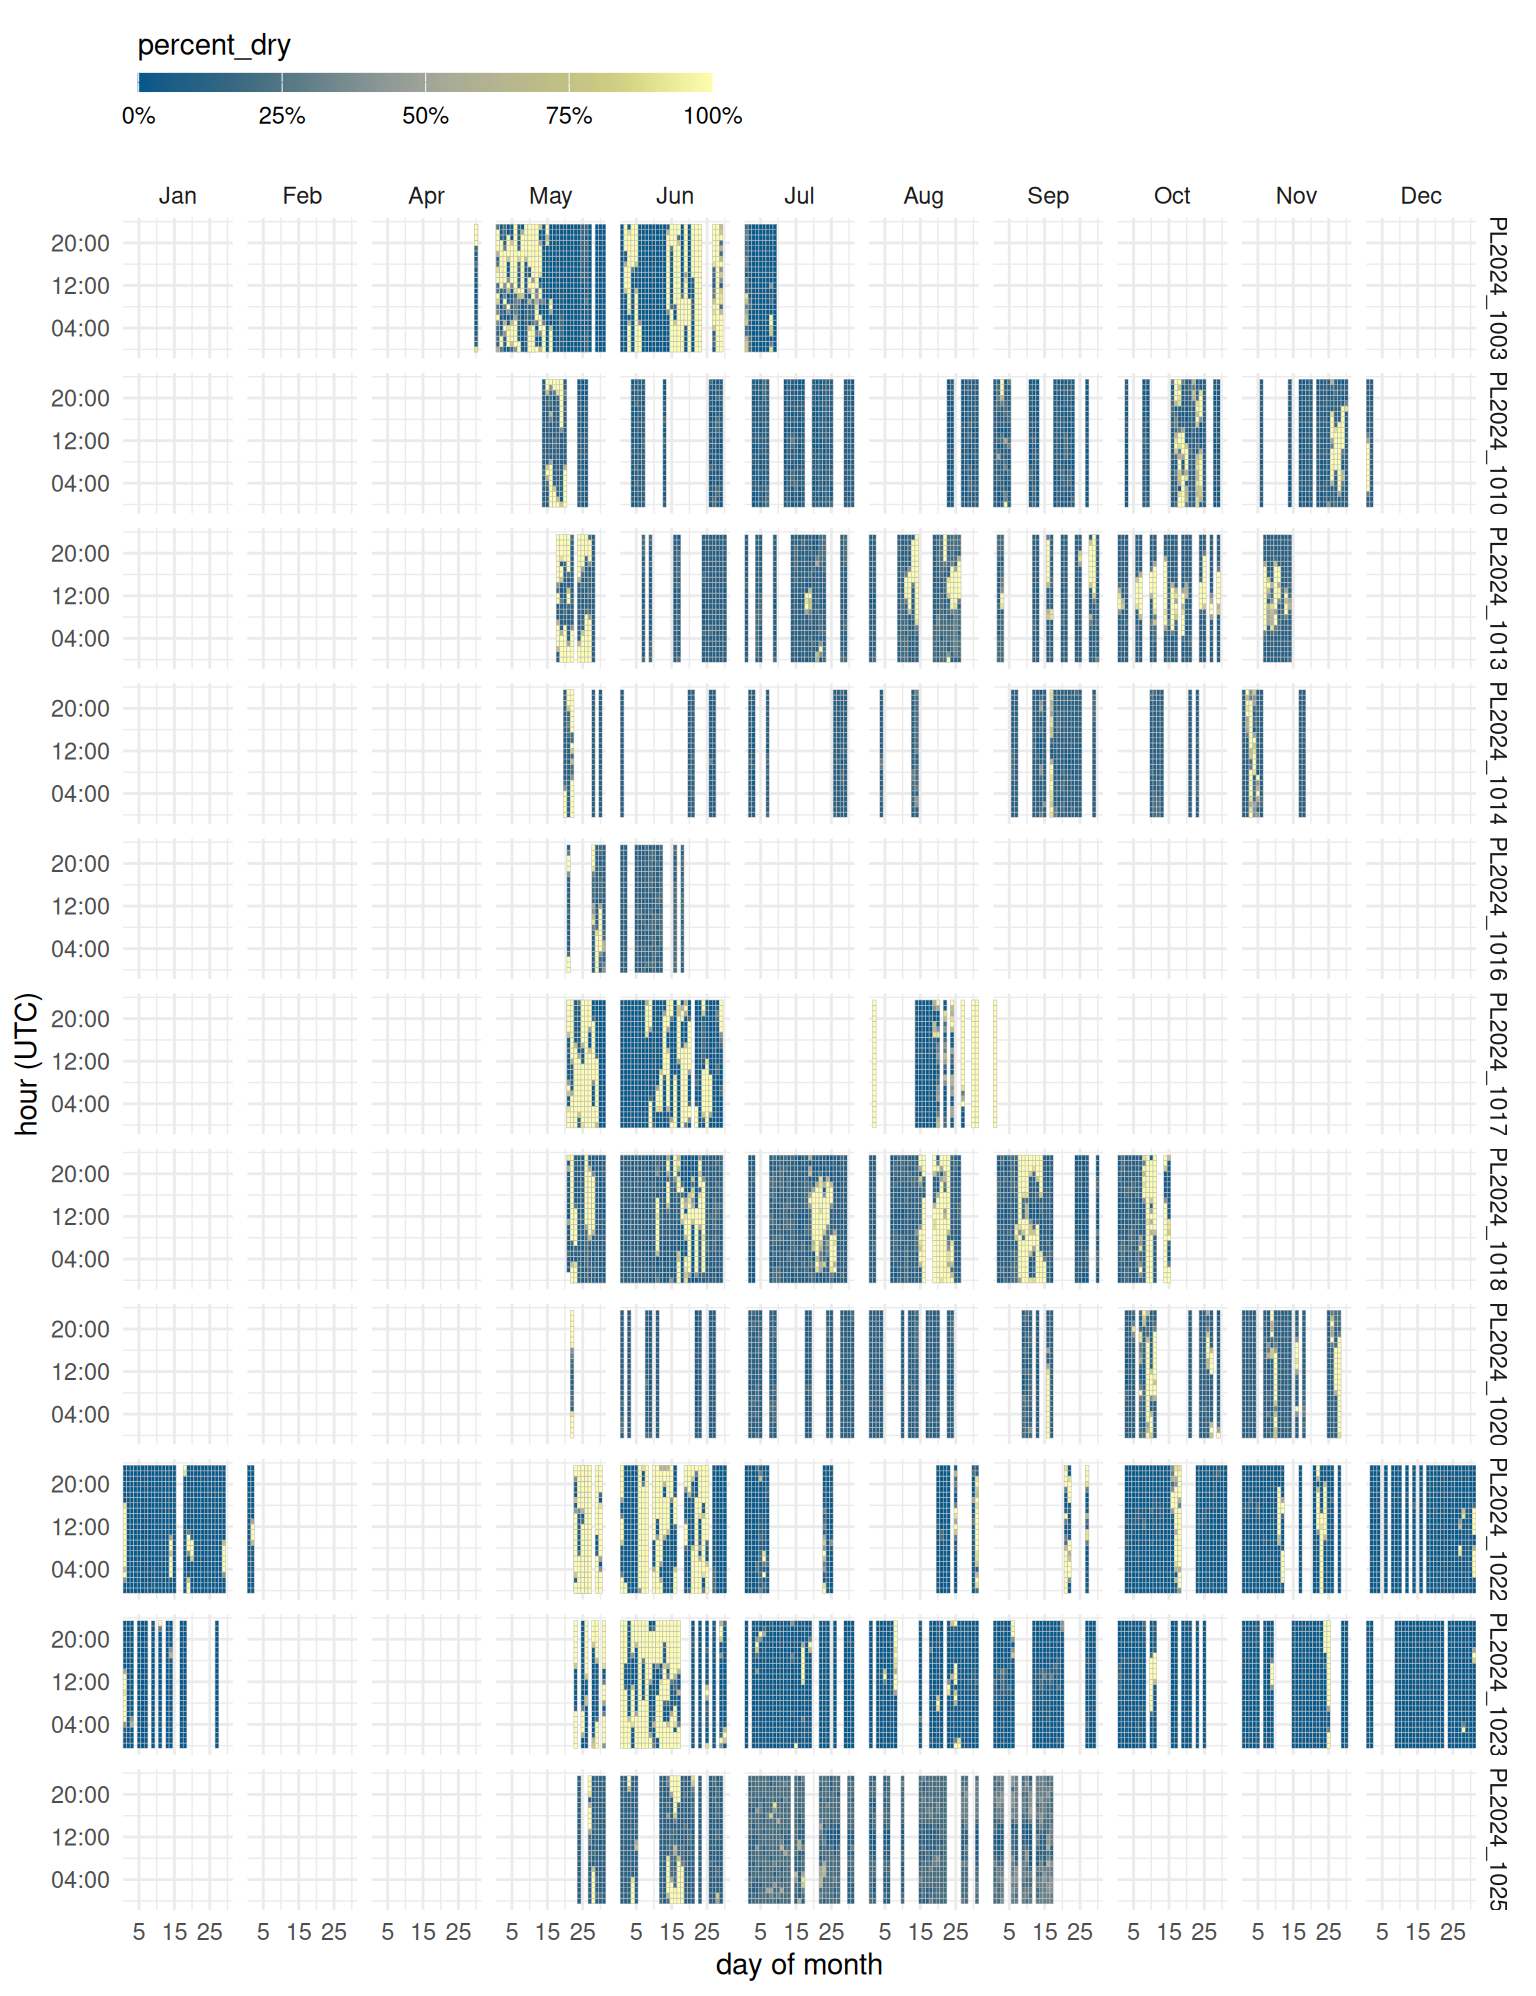 percent_dry
0% 25% 50% 75% 100%
Jan Feb Apr May Jun Jul Aug Sep Oct Nov Dec
20:00
12:00
04:00
PL2024_1003
20:00
12:00
04:00
PL2024_1010
20:00
12:00
04:00
PL2024_1013
20:00
12:00
04:00
PL2024_1014
20:00
12:00
04:00
PL2024_1016
hour (UTC)
20:00
12:00
04:00
PL2024_1017
20:00
12:00
04:00
PL2024_1018
20:00
12:00
04:00
PL2024_1020
20:00
12:00
04:00
PL2024_1022
20:00
12:00
04:00
PL2024_1023
20:00
12:00
04:00
PL2024_1025
5 15 25 5 15 25 5 15 25 5 15 25 5 15 25 5 15 25 5 15 25 5 15 25 5 15 25 5 15 25 5 15 25
day of month